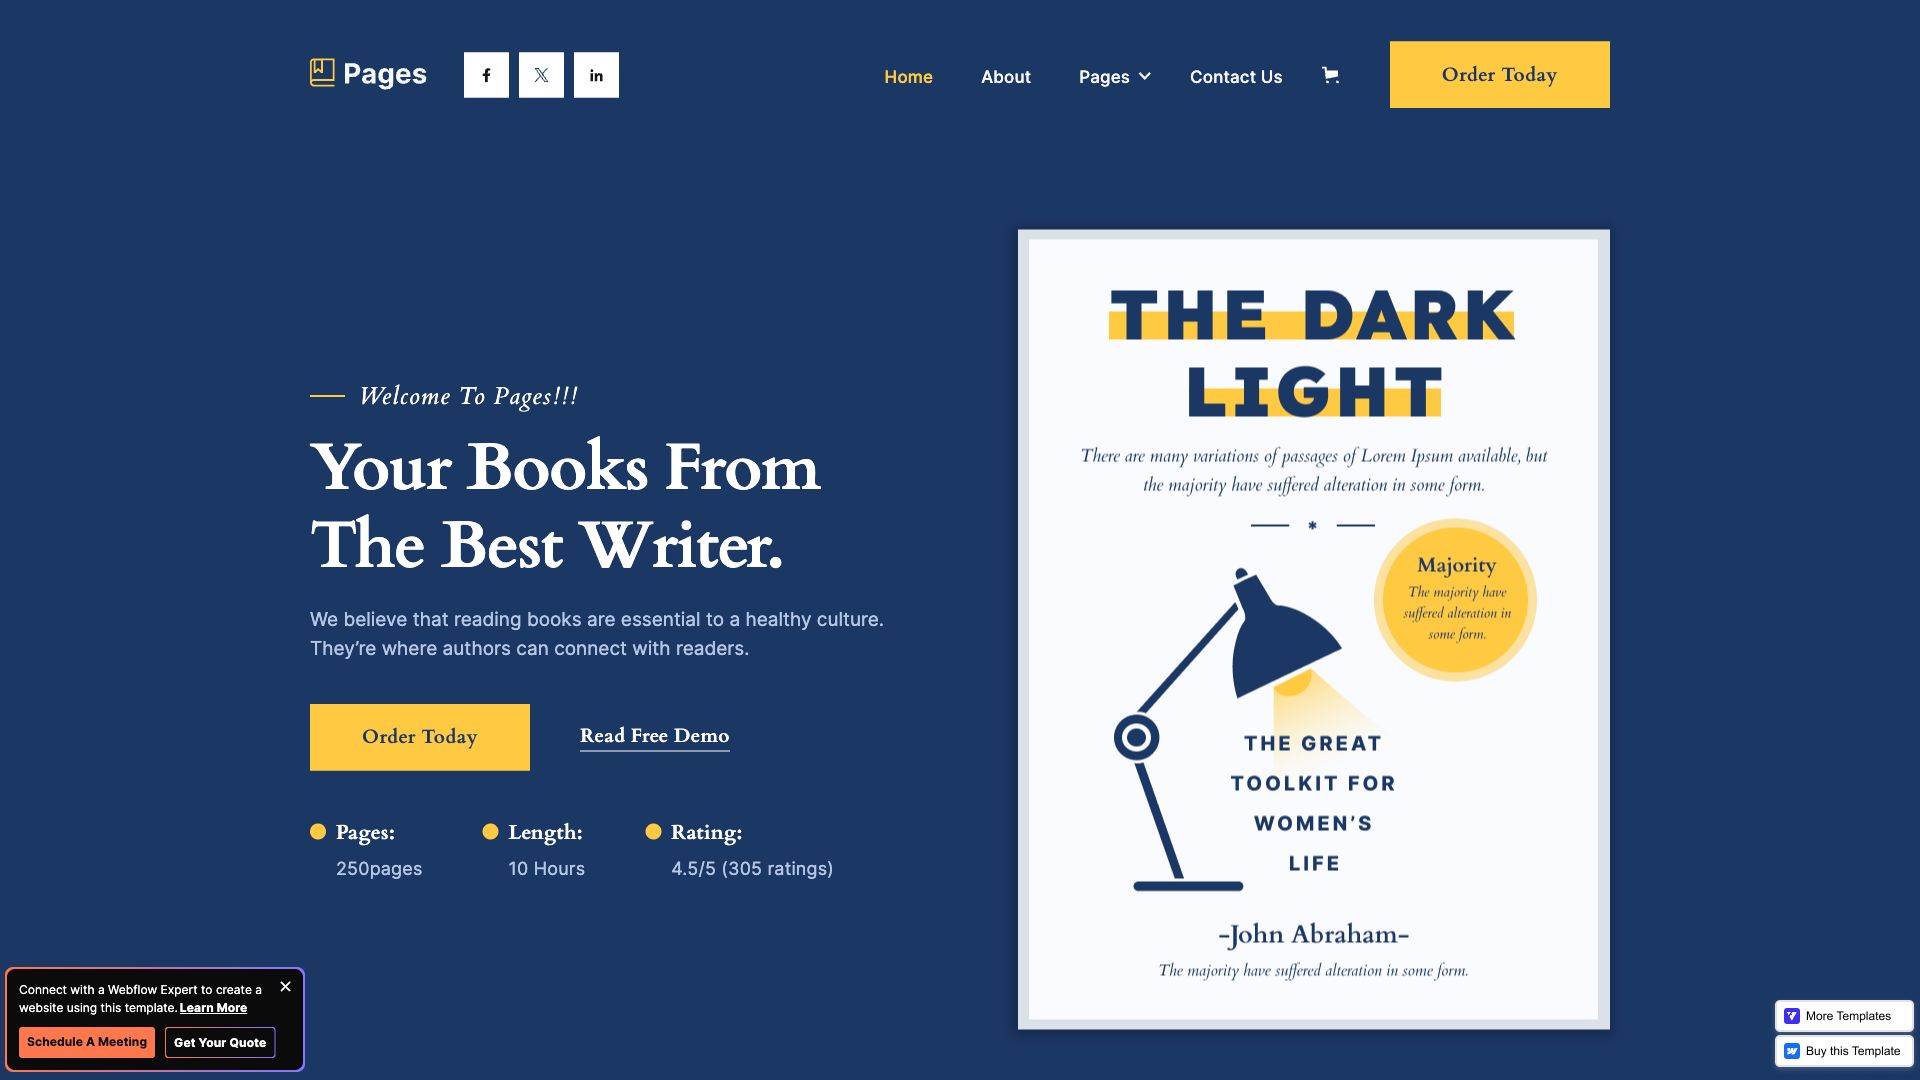 Pages
Home
About
Pages
Contact Us
Order Today
Welcome To Pages!!!
Your Books From
The Best Writer.
We believe that reading books are essential to a healthy culture.
They’re where authors can connect with readers.
Order Today
Read Free Demo
Pages:
250pages
Length:
10 Hours
Rating:
4.5/5 (305 ratings)
THE DARK
LIGHT
There are many variations of passages of Lorem Ipsum available, but
the majority have suffered alteration in some form.
*
Majority
The majority have
suffered alteration in
some form.
THE GREAT
TOOLKIT FOR
WOMEN’S
LIFE
-John Abraham-
The majority have suffered alteration in some form.
Connect with a Webflow Expert to create a
website using this template. Learn More
Schedule A Meeting
Get Your Quote
More Templates
Buy this Template